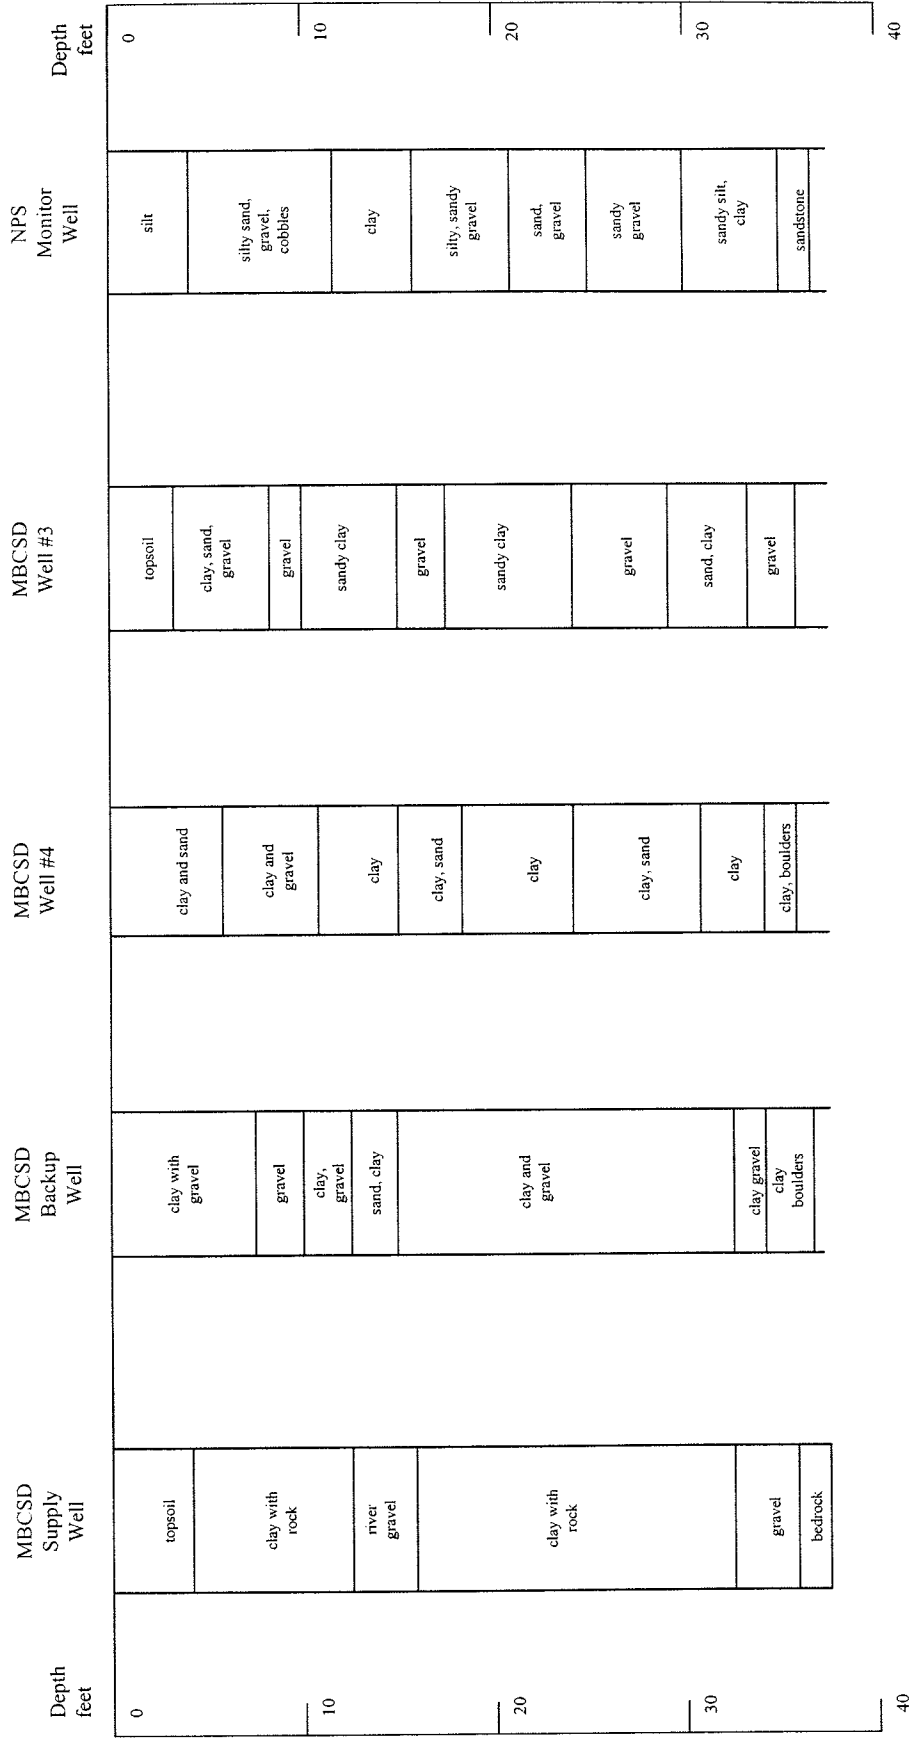 Depth
feet
0
10
20
30
40
MBCSD
Supply
Well
topsoil
clay with
rock
river
gravel
clay with
rock
gravel
bedrock
MBCSD
Backup
Well
clay with
gravel
gravel
clay,
gravel
sand, clay
clay and
gravel
clay gravel
clay
boulders
MBCSD
Well #4
clay and sand
clay and
gravel
clay
clay, sand
clay
clay, sand
clay
clay, boulders
MBCSD
Well #3
topsoil
clay, sand,
gravel
gravel
sandy clay
gravel
sandy clay
gravel
sand, clay
gravel
NPS
Monitor
Well
silt
silty sand,
gravel,
cobbles
clay
silty, sandy
gravel
sand,
gravel
sandy
gravel
sandy silt,
clay
sandstone
Depth
feet
0
10
20
30
40